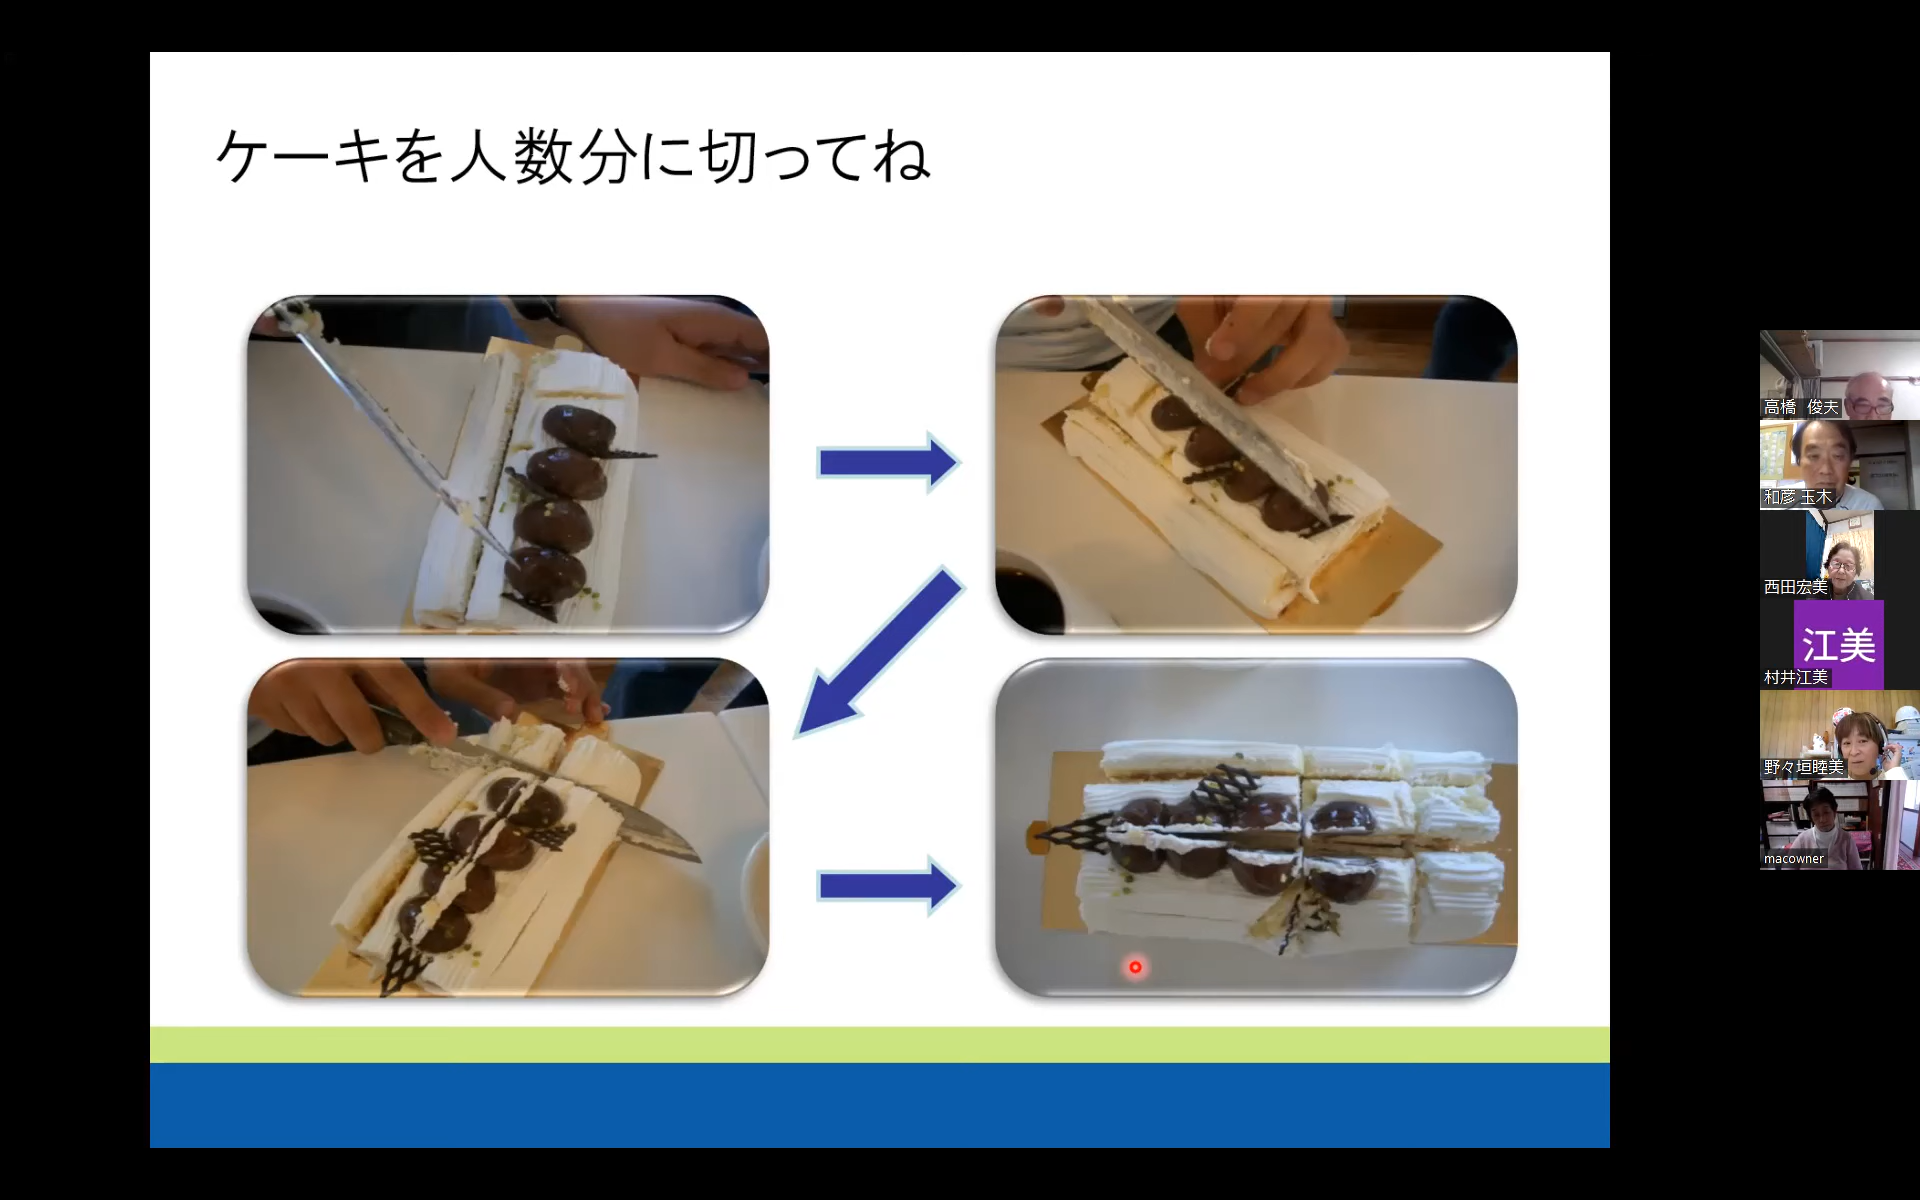 ケーキを人数分に切ってね
高橋 俊夫
和彦 玉木
西田宏美
江美
村井江美
野々垣睦美
macowner